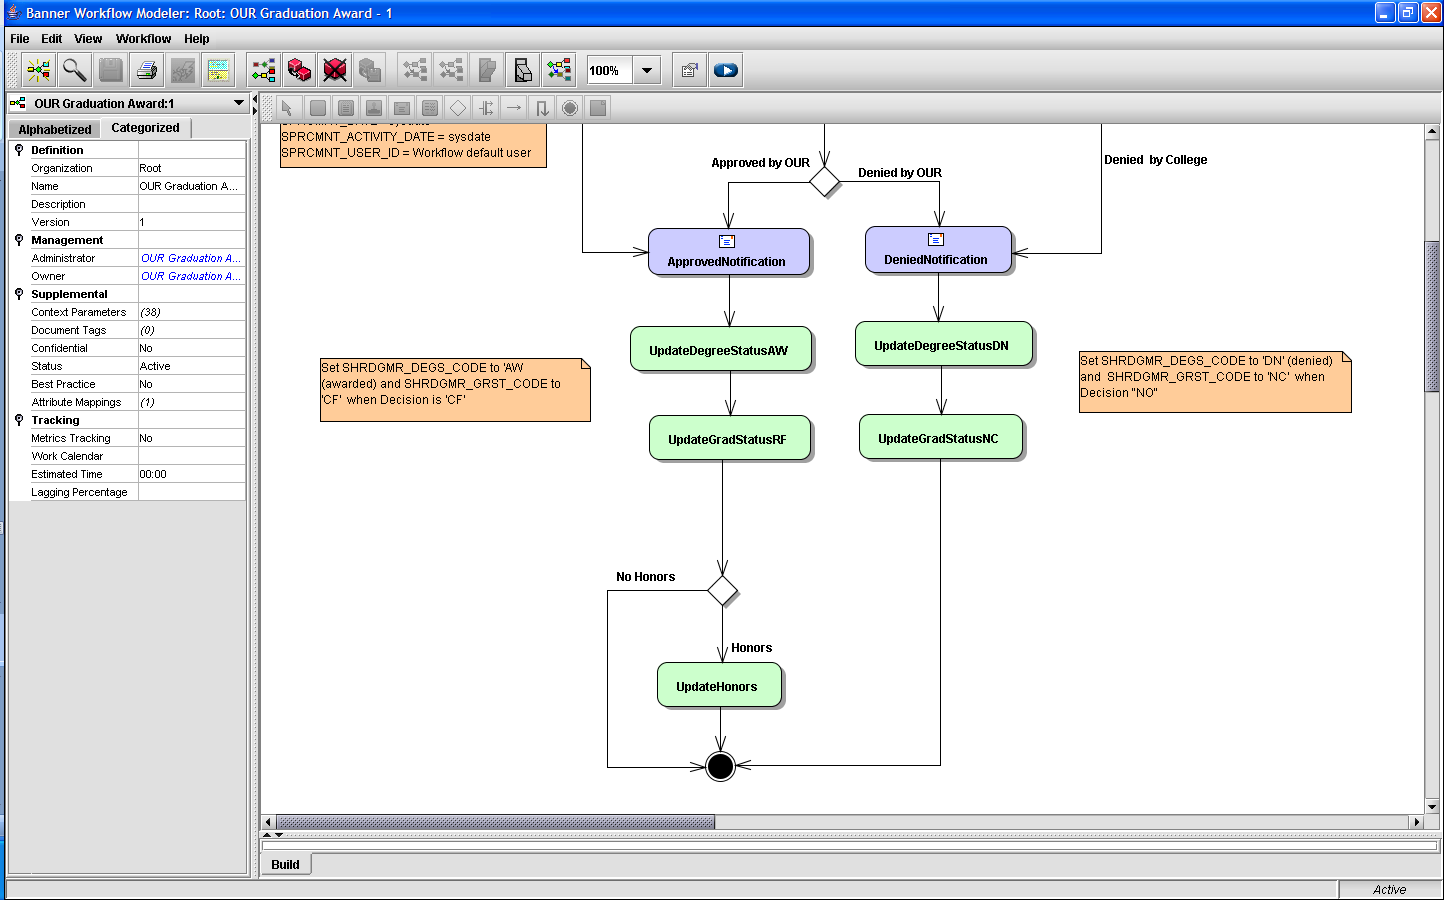 Banner Workflow Modeler: Root: OUR Graduation Award - 1
File Edit View Workflow Help
100%
OUR Graduation Award:1
Alphabetized Categorized
Definition
Organization Root
Name OUR Graduation A...
Description
Version 1
Management
Administrator OUR Graduation A...
Owner OUR Graduation A...
Supplemental
Context Parameters (38)
Document Tags (0)
Confidential No
Status Active
Best Practice No
Attribute Mappings (1)
Tracking
Metrics Tracking No
Work Calendar
Estimated Time 00:00
Lagging Percentage
SPRCMNT_ACTIVITY_DATE = sysdate
SPRCMNT_USER_ID = Workflow default user
Approved by OUR
Denied by OUR
Denied by College
ApprovedNotification
DeniedNotification
UpdateDegreeStatusAW
UpdateDegreeStatusDN
Set SHRDGMR_DEGS_CODE to 'AW
(awarded) and SHRDGMR_GRST_CODE to
'CF' when Decision is 'CF'
Set SHRDGMR_DEGS_CODE to 'DN' (denied)
and SHRDGMR_GRST_CODE to 'NC' when
Decision "NO"
UpdateGradStatusRF
UpdateGradStatusNC
No Honors
Honors
UpdateHonors
Build
Active